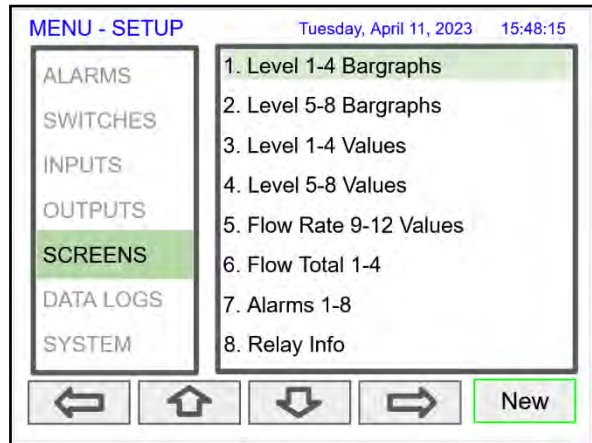 MENU - SETUP
Tuesday, April 11, 2023 15:48:15
ALARMS
SWITCHES
INPUTS
OUTPUTS
SCREENS
DATA LOGS
SYSTEM
1. Level 1-4 Bargraphs
2. Level 5-8 Bargraphs
3. Level 1-4 Values
4. Level 5-8 Values
5. Flow Rate 9-12 Values
6. Flow Total 1-4
7. Alarms 1-8
8. Relay Info
New